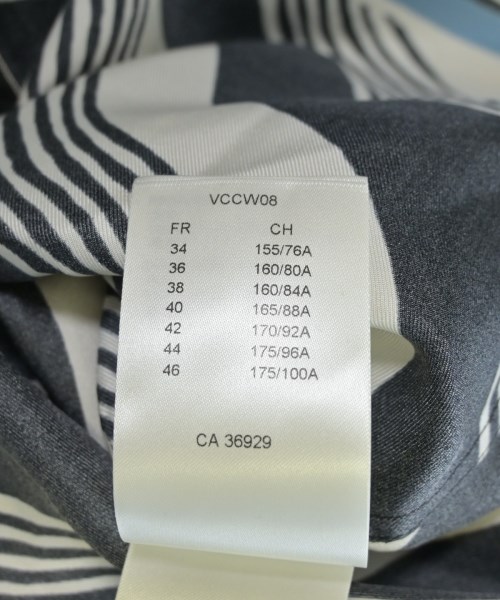 VCCW08
FR CH
34 155/76A
36 160/80A
38 160/84A
40 165/88A
42 170/92A
44 175/96A
46 175/100A
CA 36929